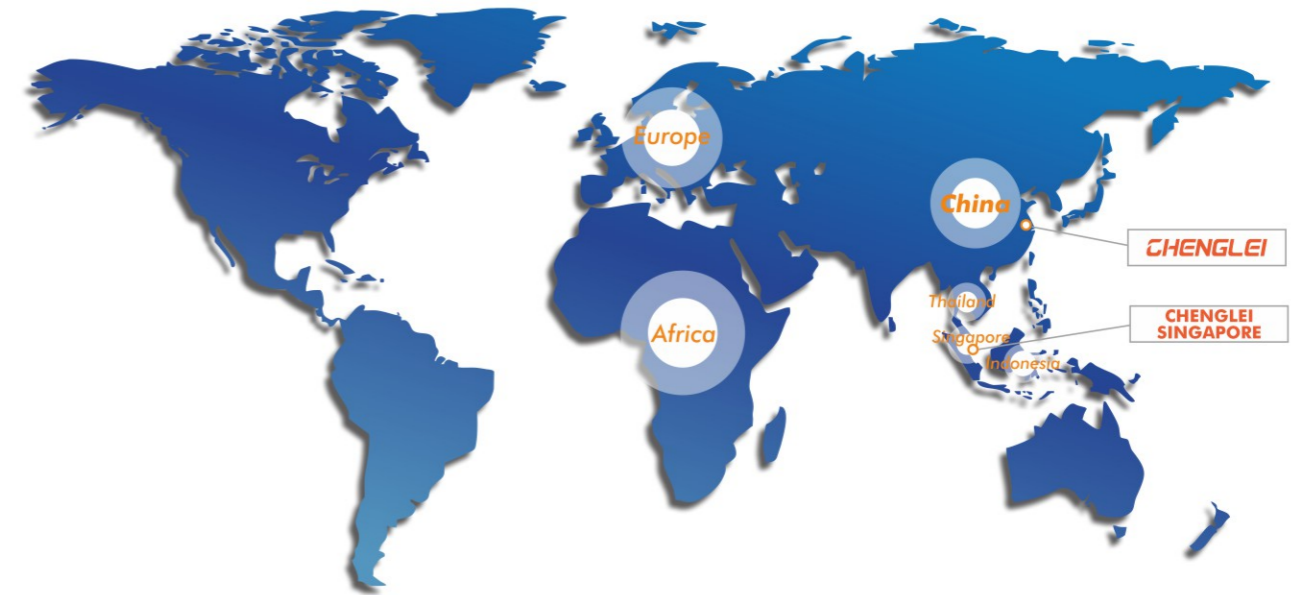 Europe
China
CHENGLEI
Africa
Thailand
Singapore
CHENGLEI
SINGAPORE
Indonesia